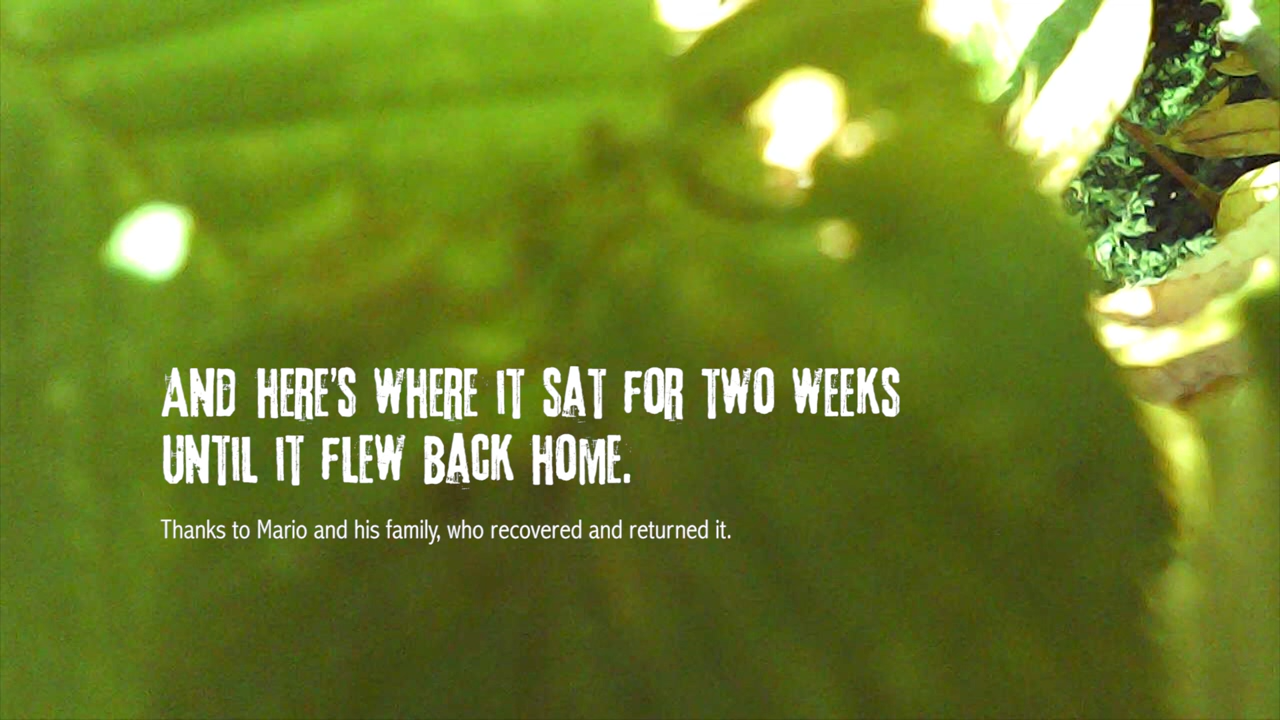 AND HERE'S WHERE IT SAT FOR TWO WEEKS
UNTIL IT FLEW BACK HOME.
Thanks to Mario and his family, who recovered and returned it.